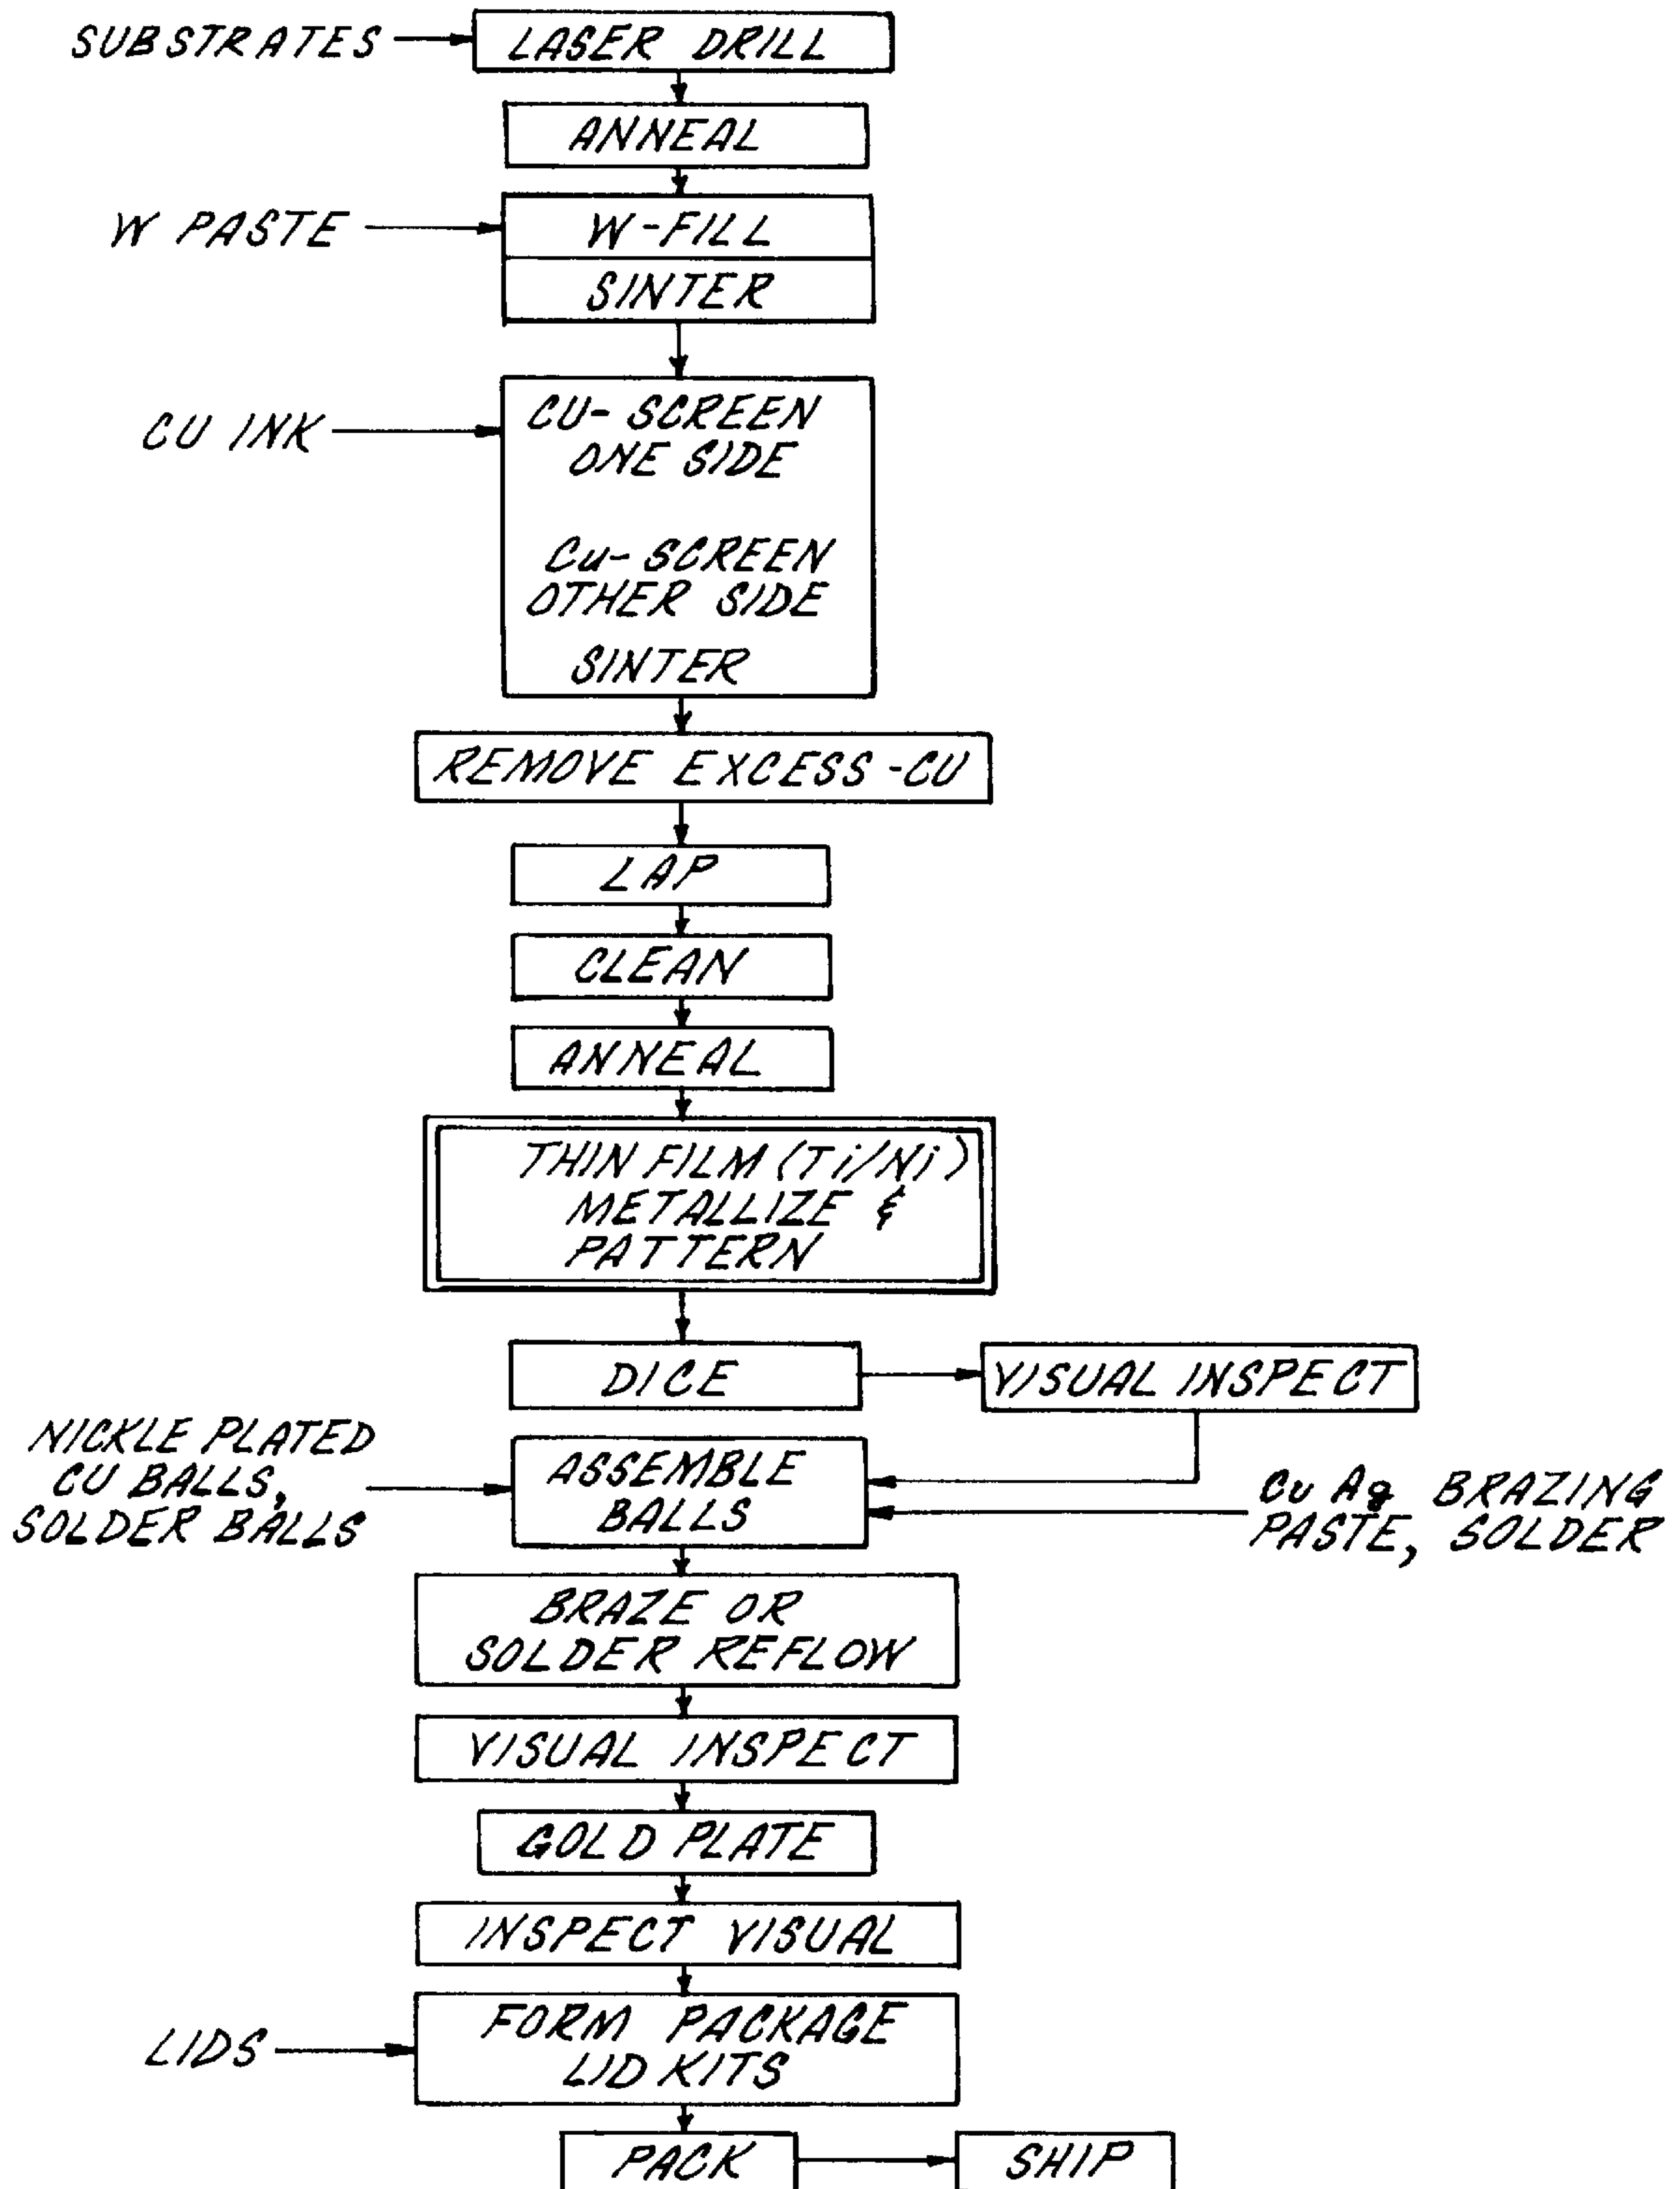 SUBSTRATES
LASER DRILL
ANNEAL
W PASTE
W-FILL
SINTER
CU INK
CU- SCREEN
ONE SIDE
Cu- SCREEN
OTHER SIDE
SINTER
REMOVE EXCESS-CU
LAP
CLEAN
ANNEAL
THIN FILM (Ti/Ni)
METALLIZE &
PATTERN
DICE
VISUAL INSPECT
NICKLE PLATED
CU BALLS,
SOLDER BALLS
ASSEMBLE
BALLS
Cu Ag BRAZING
PASTE, SOLDER
BRAZE OR
SOLDER REFLOW
VISUAL INSPECT
GOLD PLATE
INSPECT VISUAL
LIDS
FORM PACKAGE
LID KITS
PACK
SHIP